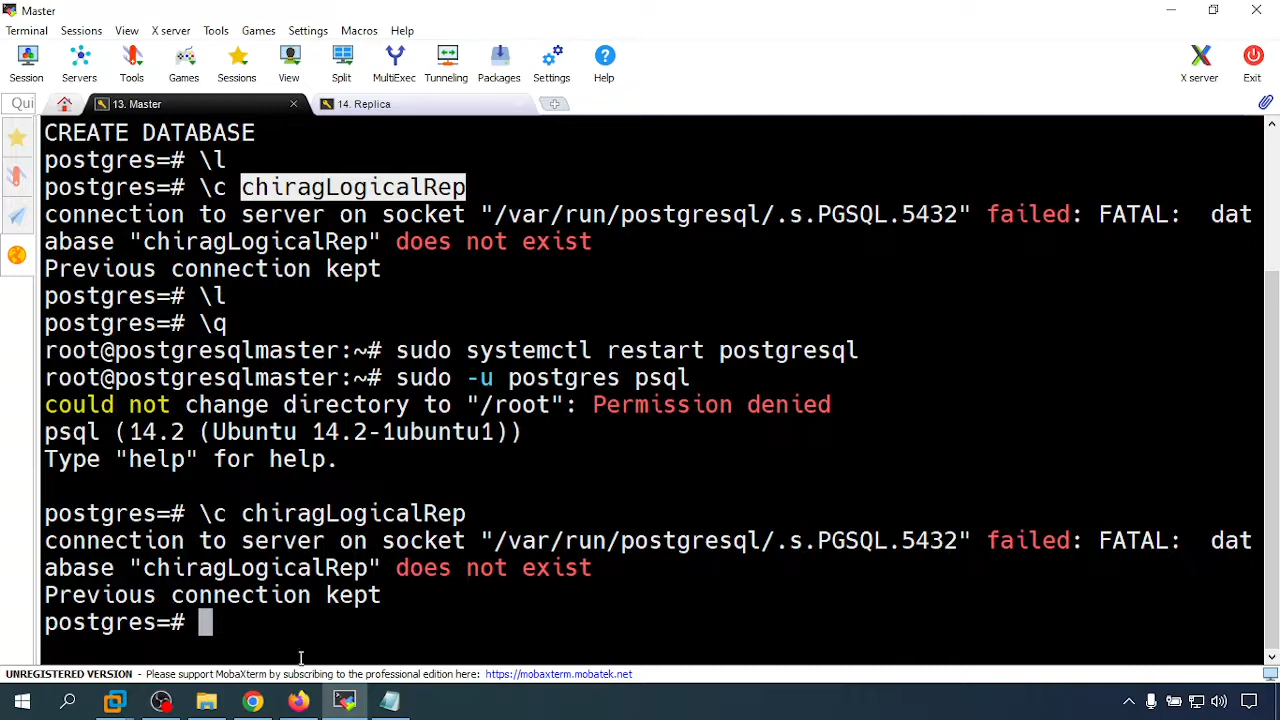 Master
Terminal Sessions View X server Tools Games Settings Macros Help
Session Servers Tools Games Sessions View Split MultiExec Tunneling Packages Settings Help X server Exit
Qui 13. Master 14. Replica
CREATE DATABASE
postgres=# \l
postgres=# \c chiragLogicalRep
connection to server on socket "/var/run/postgresql/.s.PGSQL.5432" failed: FATAL:  dat
abase "chiragLogicalRep" does not exist
Previous connection kept
postgres=# \l
postgres=# \q
root@postgresqlmaster:~# sudo systemctl restart postgresql
root@postgresqlmaster:~# sudo -u postgres psql
could not change directory to "/root": Permission denied
psql (14.2 (Ubuntu 14.2-1ubuntu1))
Type "help" for help.
postgres=# \c chiragLogicalRep
connection to server on socket "/var/run/postgresql/.s.PGSQL.5432" failed: FATAL:  dat
abase "chiragLogicalRep" does not exist
Previous connection kept
postgres=#
UNREGISTERED VERSION - Please support MobaXterm by subscribing to the professional edition here: https://mobaxterm.mobatek.net